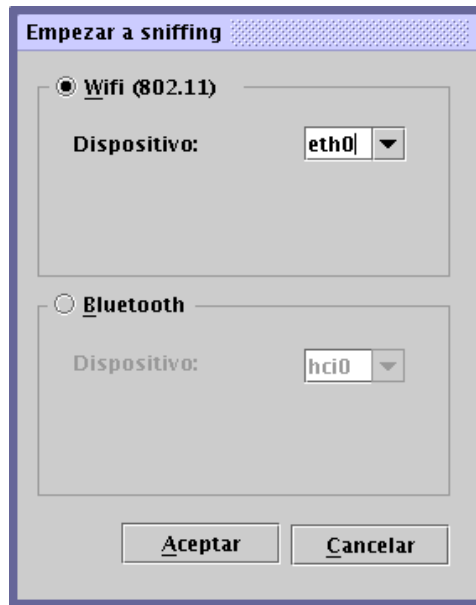 Empezar a sniffing
Wifi (802.11)
Dispositivo: eth0
Bluetooth
Dispositivo: hci0
Aceptar Cancelar